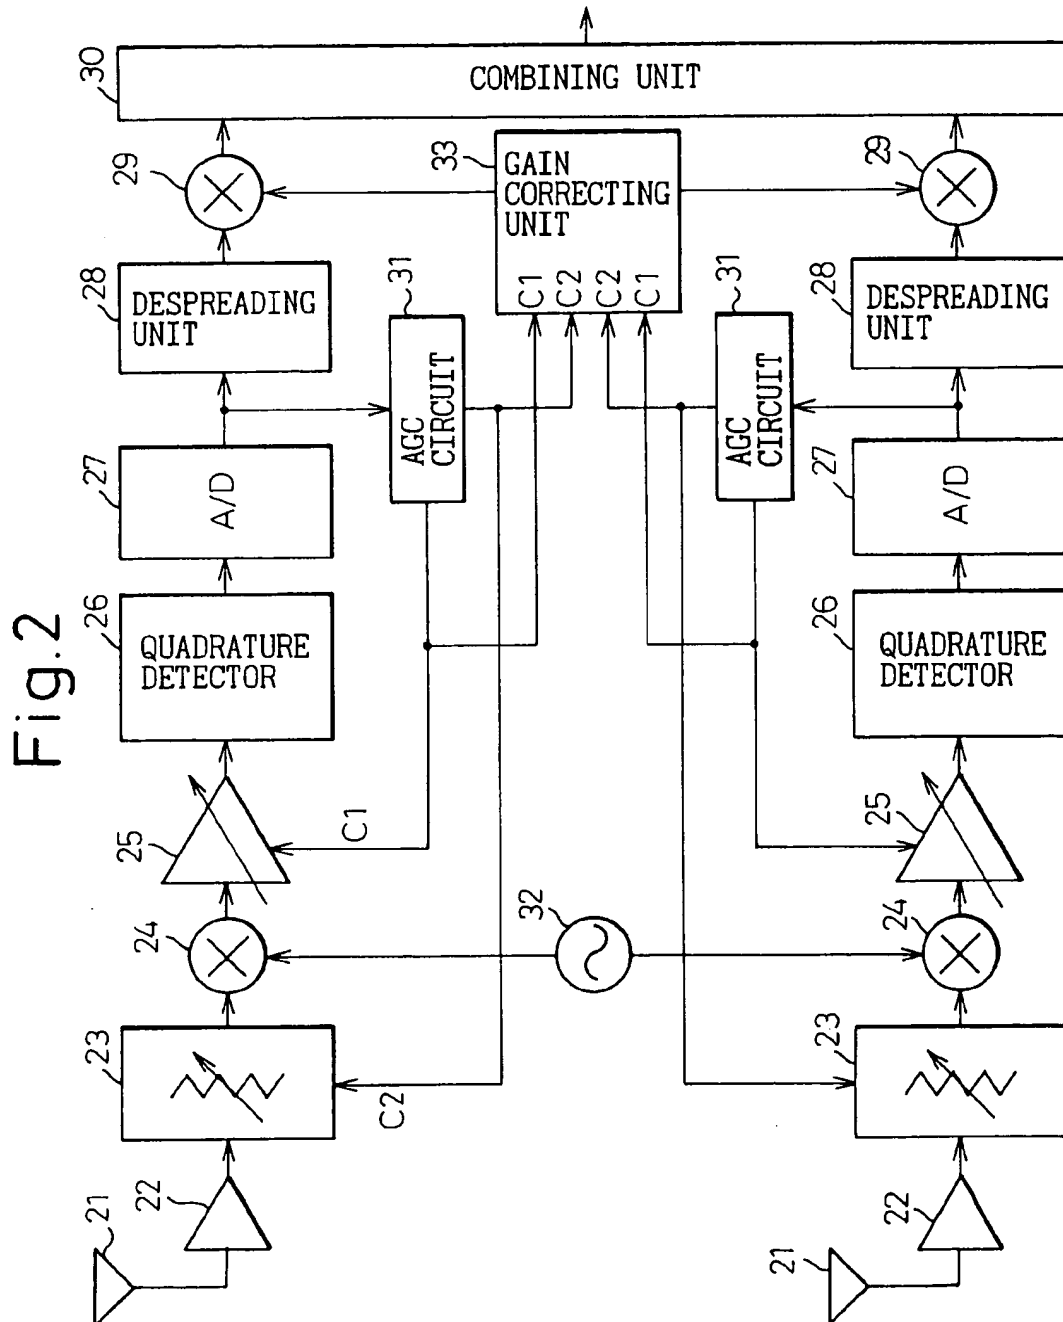 Fig.2
30
COMBINING UNIT
29
33
GAIN
CORRECTING
UNIT
C1
C2
C2
C1
29
28
DESPREADING
UNIT
31
AGC
CIRCUIT
31
AGC
CIRCUIT
28
DESPREADING
UNIT
27
A/D
27
A/D
26
QUADRATURE
DETECTOR
26
QUADRATURE
DETECTOR
25
C1
25
24
32
24
23
C2
23
22
22
21
21